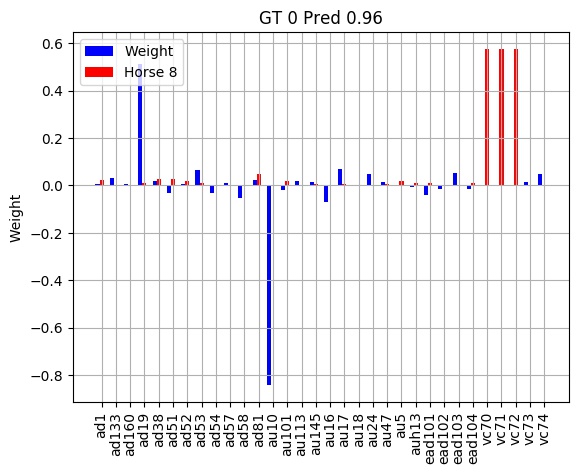 GT 0 Pred 0.96
Weight
Horse 8
0.6
0.4
0.2
0.0
−0.2
−0.4
−0.6
−0.8
Weight
ad1
ad133
ad160
ad19
ad38
ad51
ad52
ad53
ad54
ad57
ad58
ad81
au10
au101
au113
au145
au16
au17
au18
au24
au47
au5
auh13
ead101
ead102
ead103
ead104
vc70
vc71
vc72
vc73
vc74